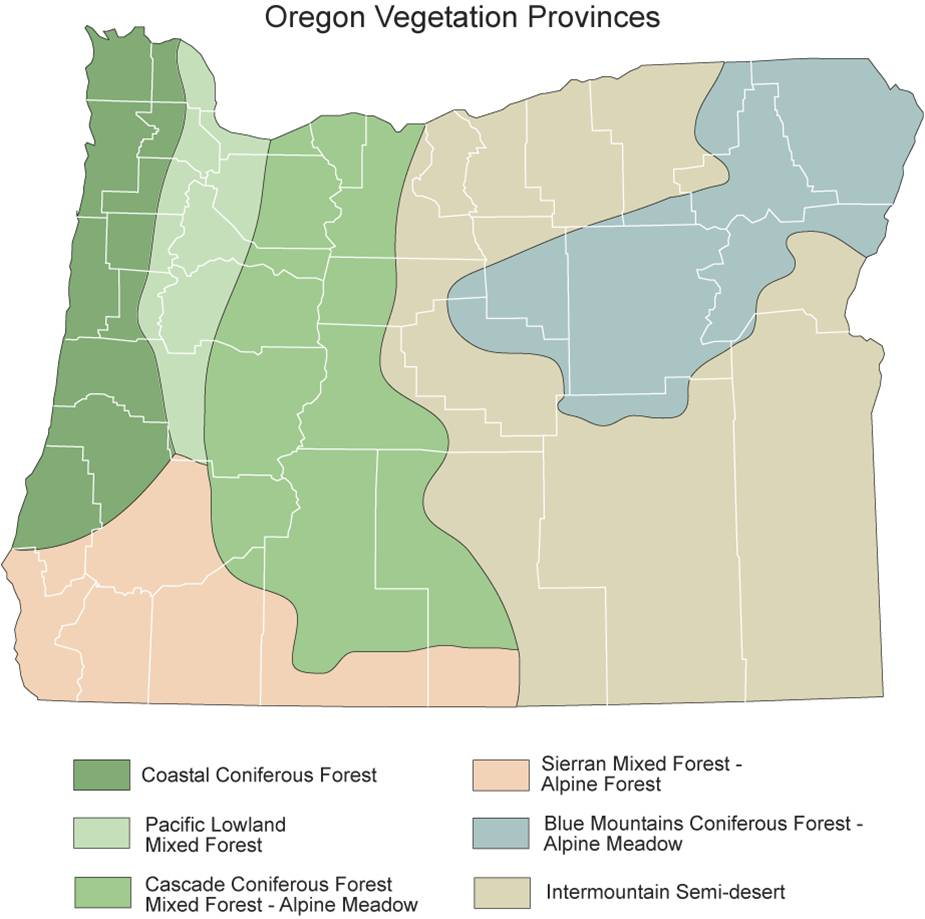 Oregon Vegetation Provinces
Coastal Coniferous Forest
Pacific Lowland
Mixed Forest
Cascade Coniferous Forest
Mixed Forest - Alpine Meadow
Sierran Mixed Forest -
Alpine Forest
Blue Mountains Coniferous Forest -
Alpine Meadow
Intermountain Semi-desert